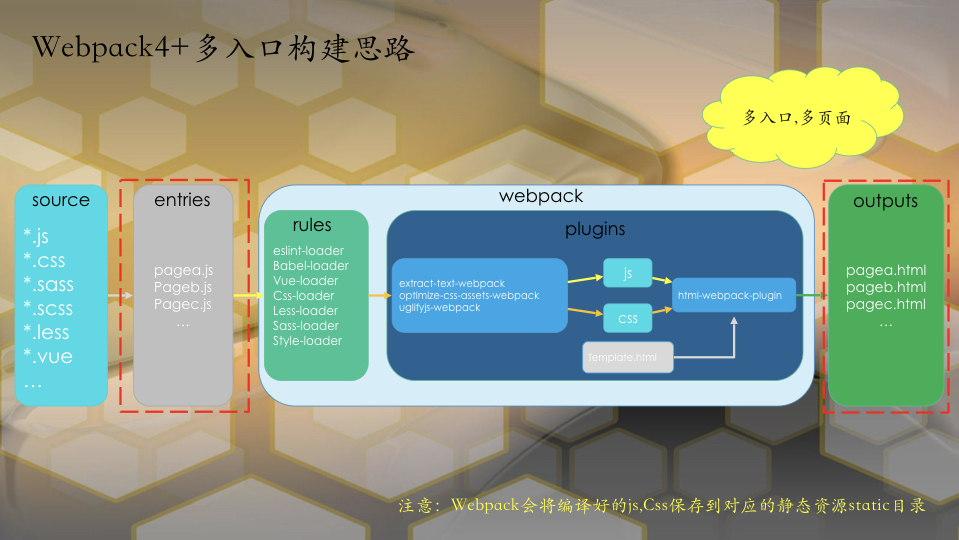 Webpack4+多入口构建思路
多入口,多页面
source
*.js
*.css
*.sass
*.scss
*.less
*.vue
…
entries
pagea.js
Pageb.js
Pagec.js
…
webpack
rules
eslint-loader
Babel-loader
Vue-loader
Css-loader
Less-loader
Sass-loader
Style-loader
plugins
extract-text-webpack
optimize-css-assets-webpack
uglifyjs-webpack
js
css
html-webpack-plugin
Template.html
outputs
pagea.html
pageb.html
pagec.html
…
注意：Webpack会将编译好的js,Css保存到对应的静态资源static目录